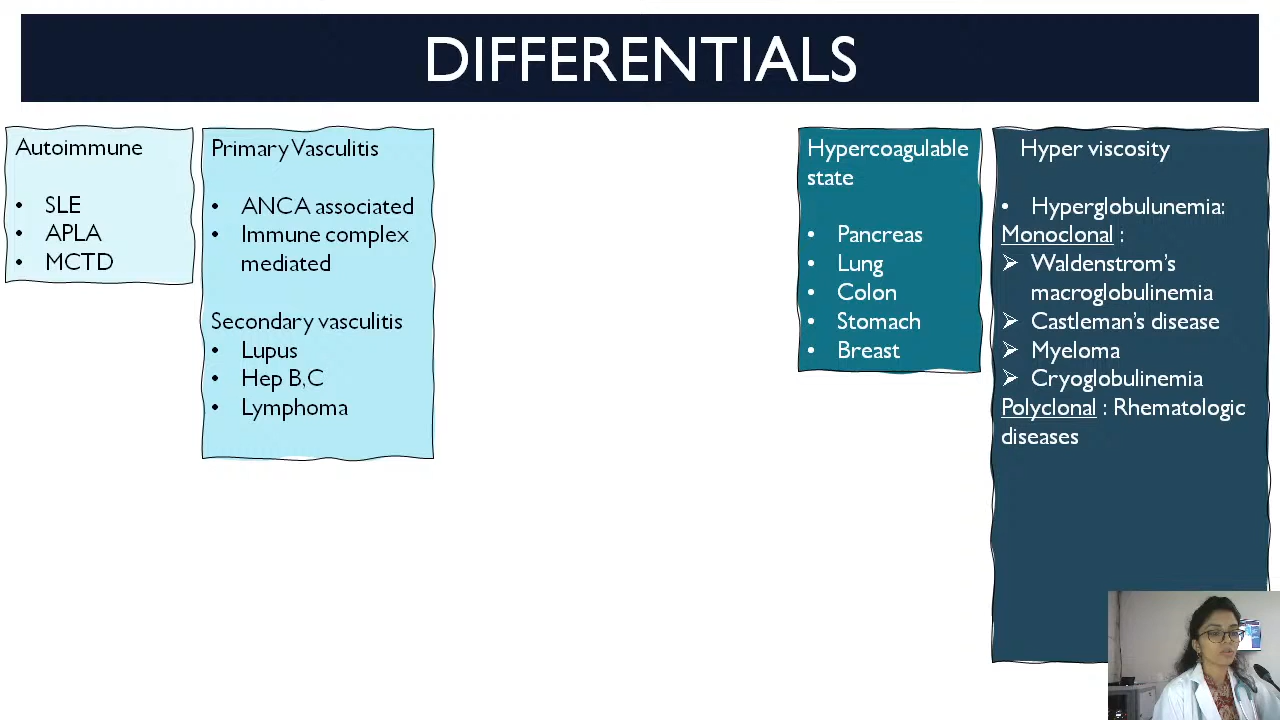 DIFFERENTIALS
Autoimmune
• SLE
• APLA
• MCTD
Primary Vasculitis
• ANCA associated
• Immune complex
mediated
Secondary vasculitis
• Lupus
• Hep B,C
• Lymphoma
Hypercoagulable
state
• Pancreas
• Lung
• Colon
• Stomach
• Breast
Hyper viscosity
• Hyperglobulunemia:
Monoclonal :
➢ Waldenstrom's
macroglobulinemia
➢ Castleman's disease
➢ Myeloma
➢ Cryoglobulinemia
Polyclonal : Rhematologic
diseases